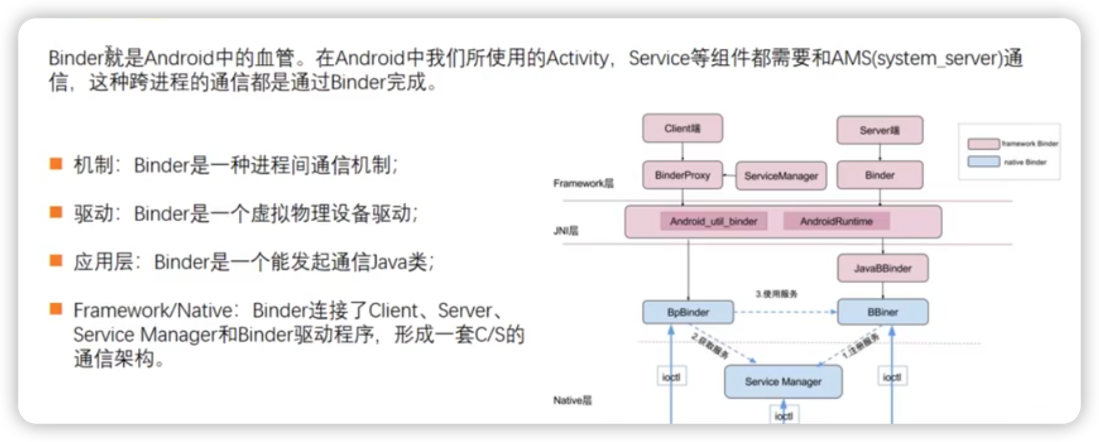 Binder就是Android中的血管。在Android中我们所使用的Activity，Service等组件都需要和AMS(system_server)通
信，这种跨进程的通信都是通过Binder完成。
机制：Binder是一种进程间通信机制；
驱动：Binder是一个虚拟物理设备驱动；
应用层：Binder是一个能发起通信Java类；
Framework/Native：Binder连接了Client、Server、
Service Manager和Binder驱动程序，形成一套C/S的
通信架构。
Client端
Server端
framework Binder
native Binder
BinderProxy
ServiceManager
Binder
Framework层
Android_util_binder
AndroidRuntime
JNI层
JavaBBinder
3.使用服务
BpBinder
BBiner
2.获取服务
1.注册服务
ioctl
Service Manager
ioctl
Native层
ioctl